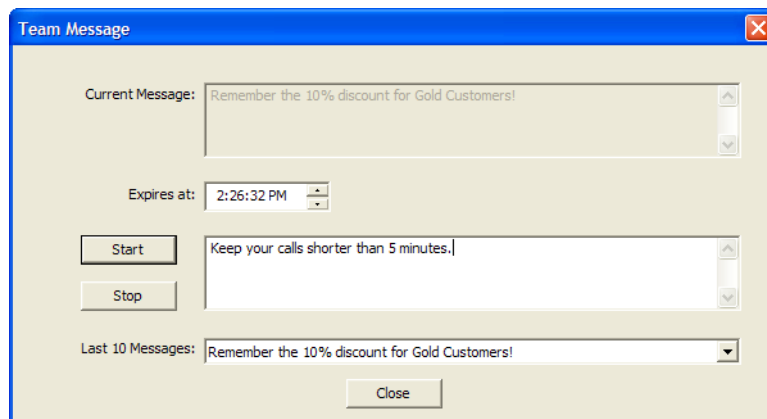 Team Message
Current Message: Remember the 10% discount for Gold Customers!
Expires at: 2:26:32 PM
Start Keep your calls shorter than 5 minutes.
Stop
Last 10 Messages: Remember the 10% discount for Gold Customers!
Close